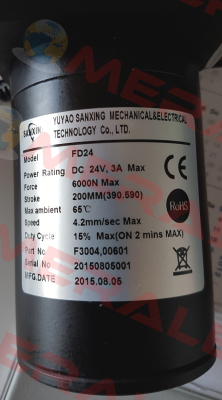 SANXIN
YUYAO SANXING MECHANICAL&ELECTRICAL
TECHNOLOGY Co., LTD.
Model FD24
Power Rating DC 24V, 3A Max
Force 6000N Max
Stroke 200MM(390.590)
Max ambient 65℃
Speed 4.2mm/sec Max
Duty Cycle 15% Max(ON 2 mins MAX)
Part No F3004,00601
Serial No 20150805001
MFG.DATE 2015.08.05
CE
RoHS